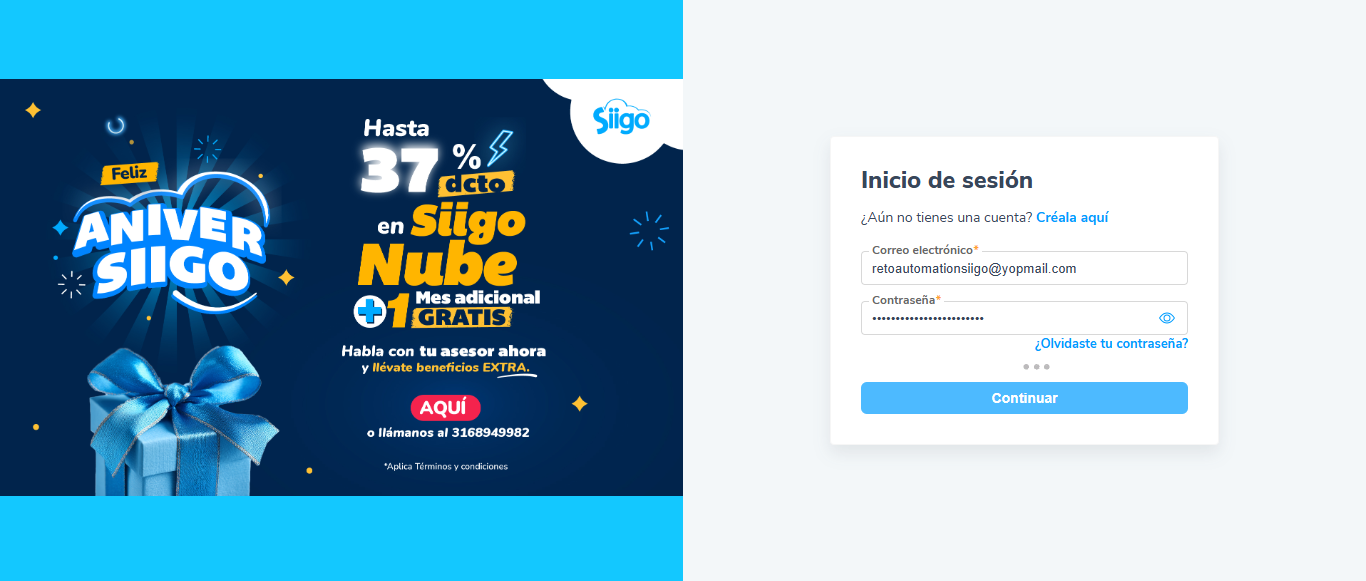 Siigo
Feliz
ANIVER
SIIGO
Hasta
37 %
dcto
en Siigo
Nube
+1 Mes adicional
GRATIS
Habla con tu asesor ahora
y llévate beneficios EXTRA.
AQUÍ
o llámanos al 3168949982
*Aplica Términos y condiciones
Inicio de sesión
¿Aún no tienes una cuenta? Créala aquí
Correo electrónico*
retoautomationsiigo@yopmail.com
Contraseña*
•••••••••••••••••••••••
¿Olvidaste tu contraseña?
Continuar